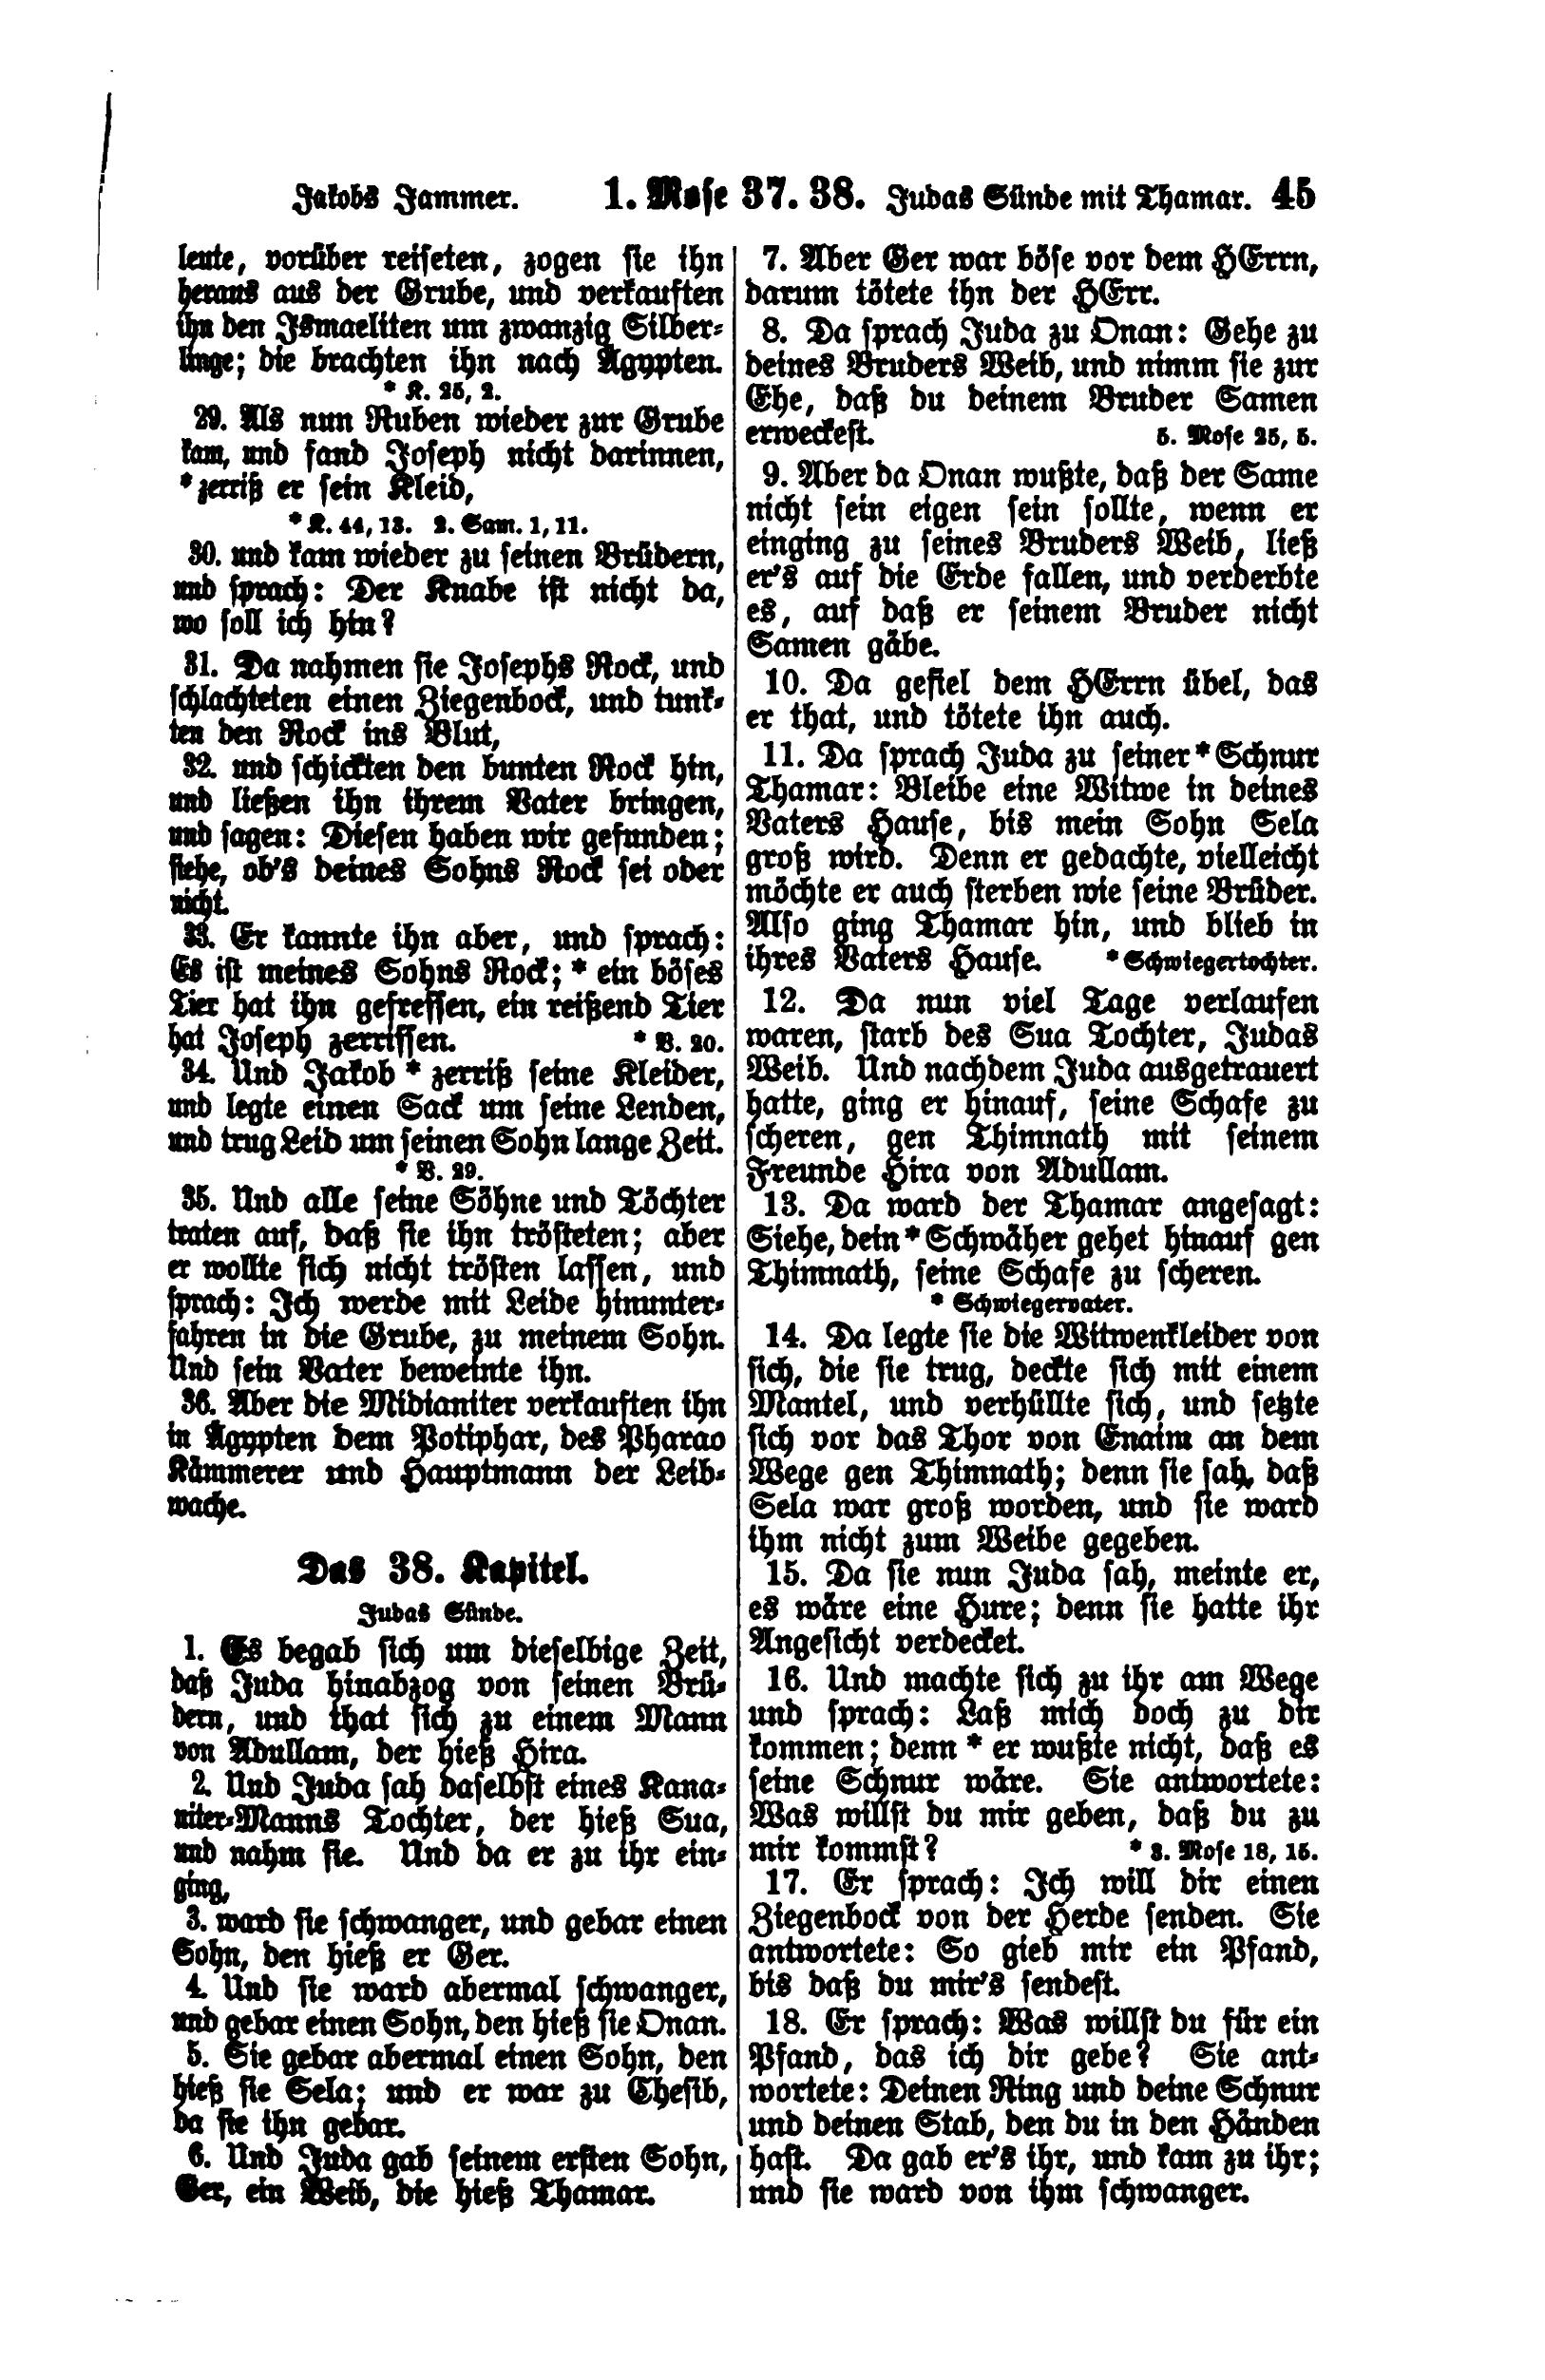 Jakobs Jammer. 1. Mose 37. 38. Judas Sünde mit Thamar. 45
leute, vorüber reiseten, zogen sie ihn
heraus aus der Grube, und verkauften
ihn den Ismaeliten um zwanzig Silber-
linge; die brachten ihn nach Ägypten.
* K. 25, 2.
29. Als nun Ruben wieder zur Grube
kam, und fand Joseph nicht darinnen,
* zerriß er sein Kleid,
* K. 44, 13. 2. Sam. 1, 11.
30. und kam wieder zu seinen Brüdern,
und sprach: Der Knabe ist nicht da,
wo soll ich hin?
31. Da nahmen sie Josephs Rock, und
schlachteten einen Ziegenbock, und tunk-
ten den Rock ins Blut,
32. und schickten den bunten Rock hin,
und ließen ihn ihrem Vater bringen,
und sagen: Diesen haben wir gefunden;
siehe, ob's deines Sohns Rock sei oder
nicht.
33. Er kannte ihn aber, und sprach:
Es ist meines Sohns Rock; * ein böses
Tier hat ihn gefressen, ein reißend Tier
hat Joseph zerrissen. * V. 20.
34. Und Jakob * zerriß seine Kleider,
und legte einen Sack um seine Lenden,
und trug Leid um seinen Sohn lange Zeit.
* V. 29.
35. Und alle seine Söhne und Töchter
traten auf, daß sie ihn trösteten; aber
er wollte sich nicht trösten lassen, und
sprach: Ich werde mit Leide hinunter-
fahren in die Grube, zu meinem Sohn.
Und sein Vater beweinte ihn.
36. Aber die Midianiter verkauften ihn
in Ägypten dem Potiphar, des Pharao
Kämmerer und Hauptmann der Leib-
wache.
Das 38. Kapitel.
Judas Sünde.
1. Es begab sich um dieselbige Zeit,
daß Juda hinabzog von seinen Brü-
dern, und that sich zu einem Mann
von Adullam, der hieß Hira.
2. Und Juda sah daselbst eines Kana-
niter-Manns Tochter, der hieß Sua,
und nahm sie. Und da er zu ihr ein-
ging,
3. ward sie schwanger, und gebar einen
Sohn, den hieß er Ger.
4. Und sie ward abermal schwanger,
und gebar einen Sohn, den hieß sie Onan.
5. Sie gebar abermal einen Sohn, den
hieß sie Sela; und er war zu Chesib,
da sie ihn gebar.
6. Und Juda gab seinem ersten Sohn,
Ger, ein Weib, die hieß Thamar.
7. Aber Ger war böse vor dem HErrn,
darum tötete ihn der HErr.
8. Da sprach Juda zu Onan: Gehe zu
deines Bruders Weib, und nimm sie zur
Ehe, daß du deinem Bruder Samen
erweckest. 5. Mose 25, 5.
9. Aber da Onan wußte, daß der Same
nicht sein eigen sein sollte, wenn er
einging zu seines Bruders Weib, ließ
er's auf die Erde fallen, und verderbte
es, auf daß er seinem Bruder nicht
Samen gäbe.
10. Da gefiel dem HErrn übel, das
er that, und tötete ihn auch.
11. Da sprach Juda zu seiner * Schnur
Thamar: Bleibe eine Witwe in deines
Vaters Hause, bis mein Sohn Sela
groß wird. Denn er gedachte, vielleicht
möchte er auch sterben wie seine Brüder.
Also ging Thamar hin, und blieb in
ihres Vaters Hause. * Schwiegertochter.
12. Da nun viel Tage verlaufen
waren, starb des Sua Tochter, Judas
Weib. Und nachdem Juda ausgetrauert
hatte, ging er hinauf, seine Schafe zu
scheren, gen Thimnath mit seinem
Freunde Hira von Adullam.
13. Da ward der Thamar angesagt:
Siehe, dein * Schwäher gehet hinauf gen
Thimnath, seine Schafe zu scheren.
* Schwiegervater.
14. Da legte sie die Witwenkleider von
sich, die sie trug, deckte sich mit einem
Mantel, und verhüllte sich, und setzte
sich vor das Thor von Enaim an dem
Wege gen Thimnath; denn sie sah, daß
Sela war groß worden, und sie ward
ihm nicht zum Weibe gegeben.
15. Da sie nun Juda sah, meinte er,
es wäre eine Hure; denn sie hatte ihr
Angesicht verdecket.
16. Und machte sich zu ihr am Wege
und sprach: Laß mich doch zu dir
kommen; denn * er wußte nicht, daß es
seine Schnur wäre. Sie antwortete:
Was willst du mir geben, daß du zu
mir kommst? * 3. Mose 18, 15.
17. Er sprach: Ich will dir einen
Ziegenbock von der Herde senden. Sie
antwortete: So gieb mir ein Pfand,
bis daß du mir's sendest.
18. Er sprach: Was willst du für ein
Pfand, das ich dir gebe? Sie ant-
wortete: Deinen Ring und deine Schnur
und deinen Stab, den du in den Händen
hast. Da gab er's ihr, und kam zu ihr;
und sie ward von ihm schwanger.